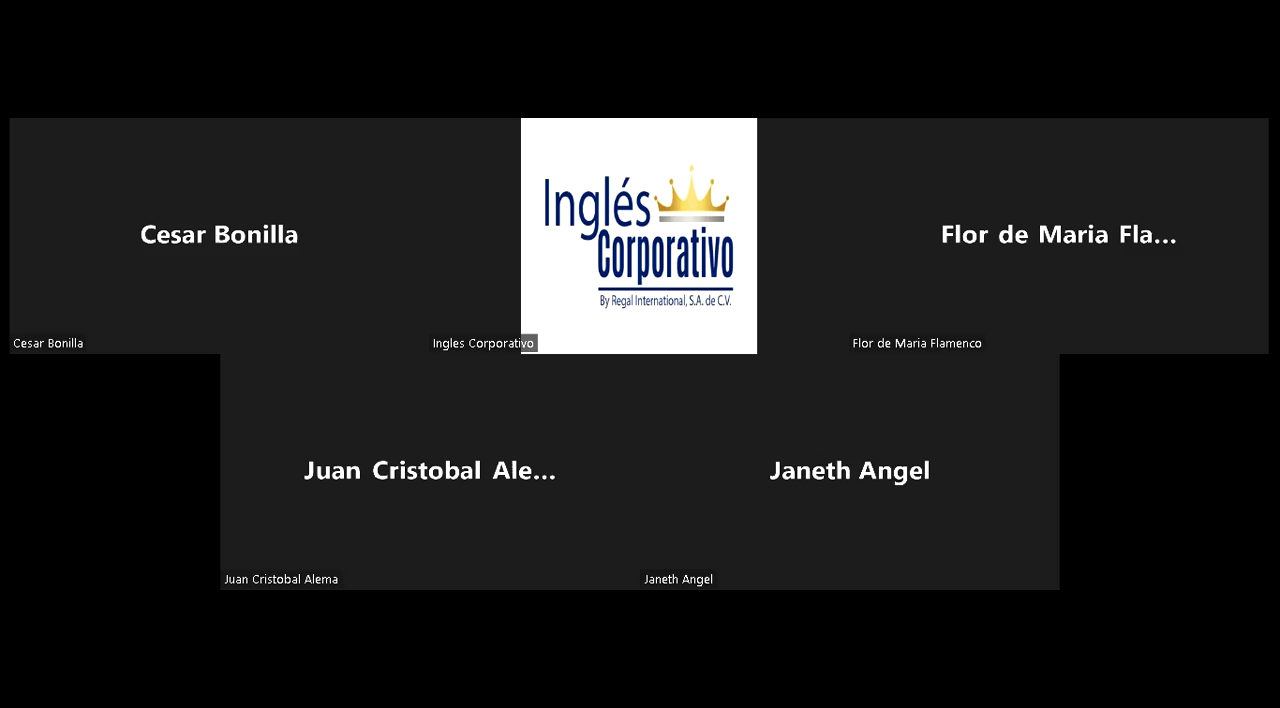 Cesar Bonilla
Inglés
Corporativo
By Regal International, S.A. de C.V.
Flor de Maria Fla...
Cesar Bonilla
Ingles Corporativo
Flor de Maria Flamenco
Juan Cristobal Ale...
Janeth Angel
Juan Cristobal Alema
Janeth Angel